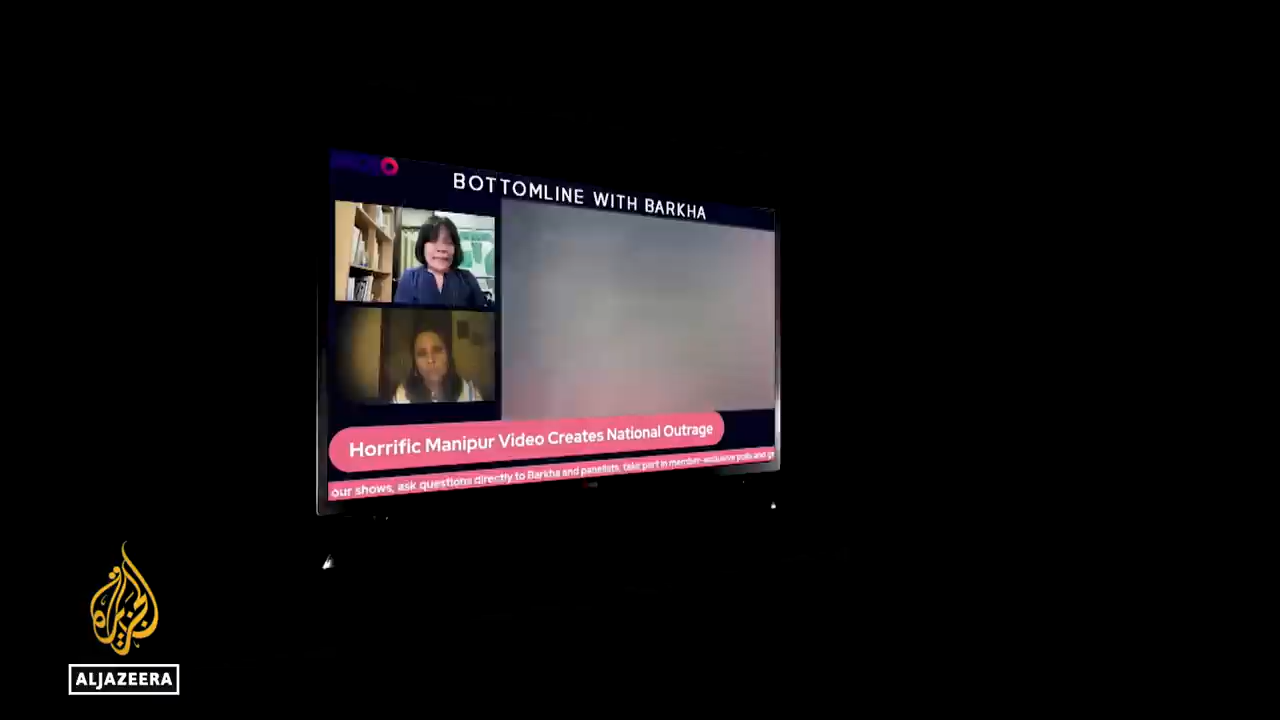 BOTTOMLINE WITH BARKHA
Horrific Manipur Video Creates National Outrage
our shows, ask questions directly to Barkha and panelists, take part in member-exclusive polls and
الجزيرة
ALJAZEERA